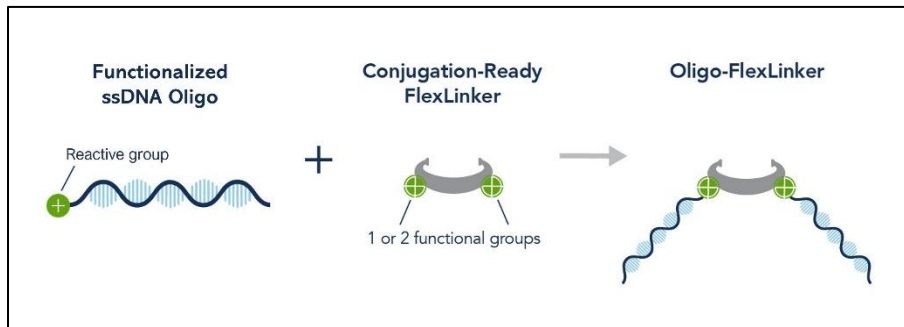 Functionalized
ssDNA Oligo
Conjugation-Ready
FlexLinker
Oligo-FlexLinker
Reactive group
+
1 or 2 functional groups